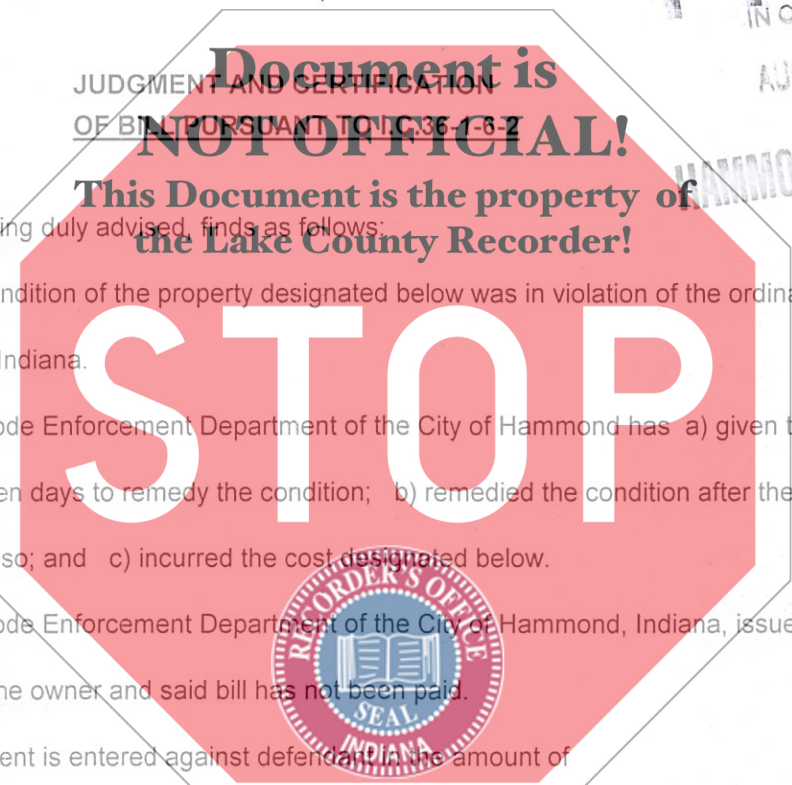 IN
AU
Document is
JUDGMENT AND CERTIFICATION
NOT OFFICIAL!
OF BILL PURSUANT TO I.C.36-1-6-2
HAMMO
This Document is the property of
ing duly advised, finds as follows:
the Lake County Recorder!
ndition of the property designated below was in violation of the ordina
Indiana.
STOP
ode Enforcement Department of the City of Hammond has a) given t
en days to remedy the condition; b) remedied the condition after the
so; and c) incurred the cost designated below.
RECORDER'S OFFICE
ode Enforcement Department of the City of Hammond, Indiana, issue
ne owner and said bill has not been paid.
SEAL
INDIANA
ent is entered against defendant in the amount of